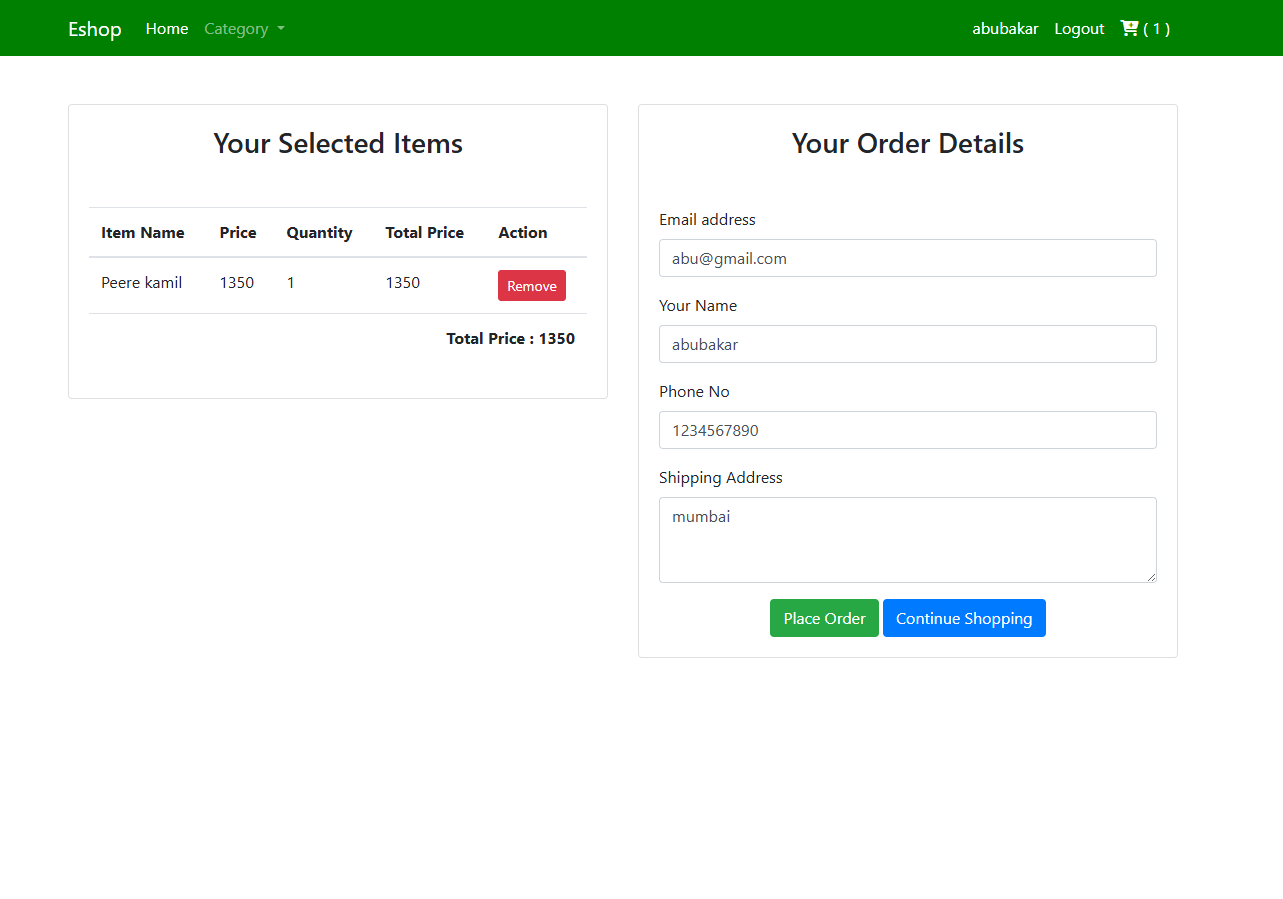 Eshop Home Category abubakar Logout ( 1 )
Your Selected Items
Item Name Price Quantity Total Price Action
Peere kamil 1350 1 1350 Remove
Total Price : 1350
Your Order Details
Email address
abu@gmail.com
Your Name
abubakar
Phone No
1234567890
Shipping Address
mumbai
Place Order Continue Shopping